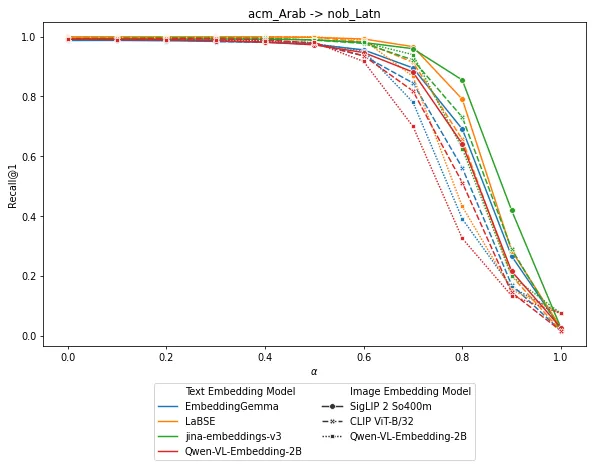 acm_Arab -> nob_Latn
1.0
0.8
0.6
0.4
0.2
0.0
Recall@1
0.0 0.2 0.4 0.6 0.8 1.0
α
Text Embedding Model Image Embedding Model
EmbeddingGemma SigLIP 2 So400m
LaBSE CLIP ViT-B/32
jina-embeddings-v3 Qwen-VL-Embedding-2B
Qwen-VL-Embedding-2B